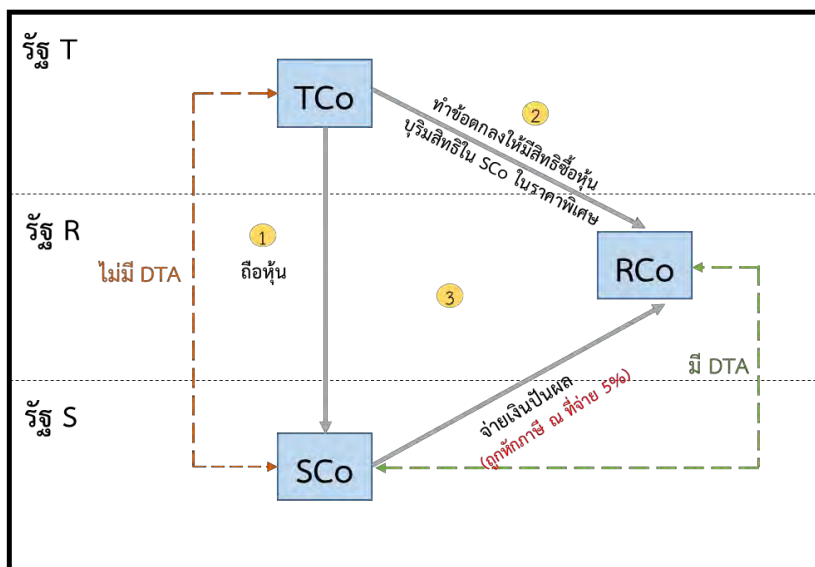 รัฐ T
TCo
2
ทำข้อตกลงให้มีสิทธิซื้อหุ้น
บุริมสิทธิใน SCo ในราคาพิเศษ
รัฐ R
1
ถือหุ้น
ไม่มี DTA
RCo
3
มี DTA
รัฐ S
จ่ายเงินปันผล
(ถูกหักภาษี ณ ที่จ่าย 5%)
SCo